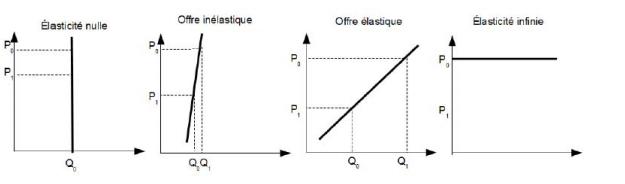 Élasticité nulle
P0
P1
Q0
Offre inélastique
P0
P1
Q0 Q1
Offre élastique
P0
P1
Q0
Q1
Élasticité infinie
P0
P1